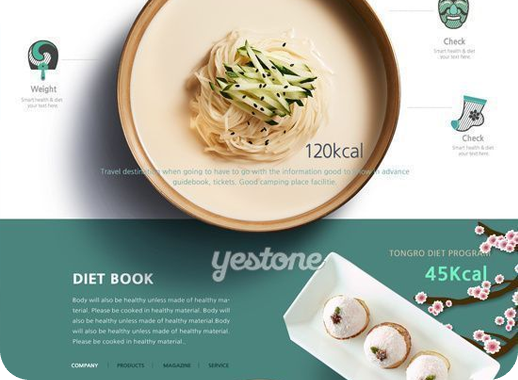 Check
Smart health & diet
your text here.
Weight
Smart health & diet
your text here.
Check
Smart health & diet
your text here.
120kcal
Travel destination when going to have to go with the information good to know in advance
guidebook, tickets. Good camping place facilitie.
yestone
TONGRO DIET PROGRAM
45Kcal
DIET BOOK
Body will also be healthy unless made of healthy ma-
terial. Please be cooked in healthy material. Body will
also be healthy unless made of healthy material Body
will also be healthy unless made of healthy material.
Please be cooked in healthy material..
COMPANY | PRODUCTS | MAGAZINE | SERVICE